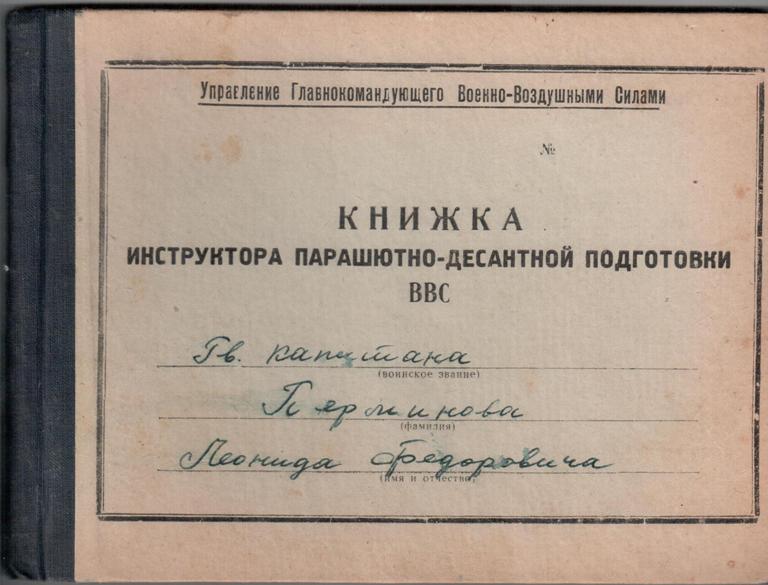 Управление Главнокомандующего Военно-Воздушными Силами
№
КНИЖКА
ИНСТРУКТОРА ПАРАШЮТНО-ДЕСАНТНОЙ ПОДГОТОВКИ
ВВС
Гв. капитана
(воинское звание)
Перминова
(фамилия)
Леонида Федоровича
(имя и отчество)